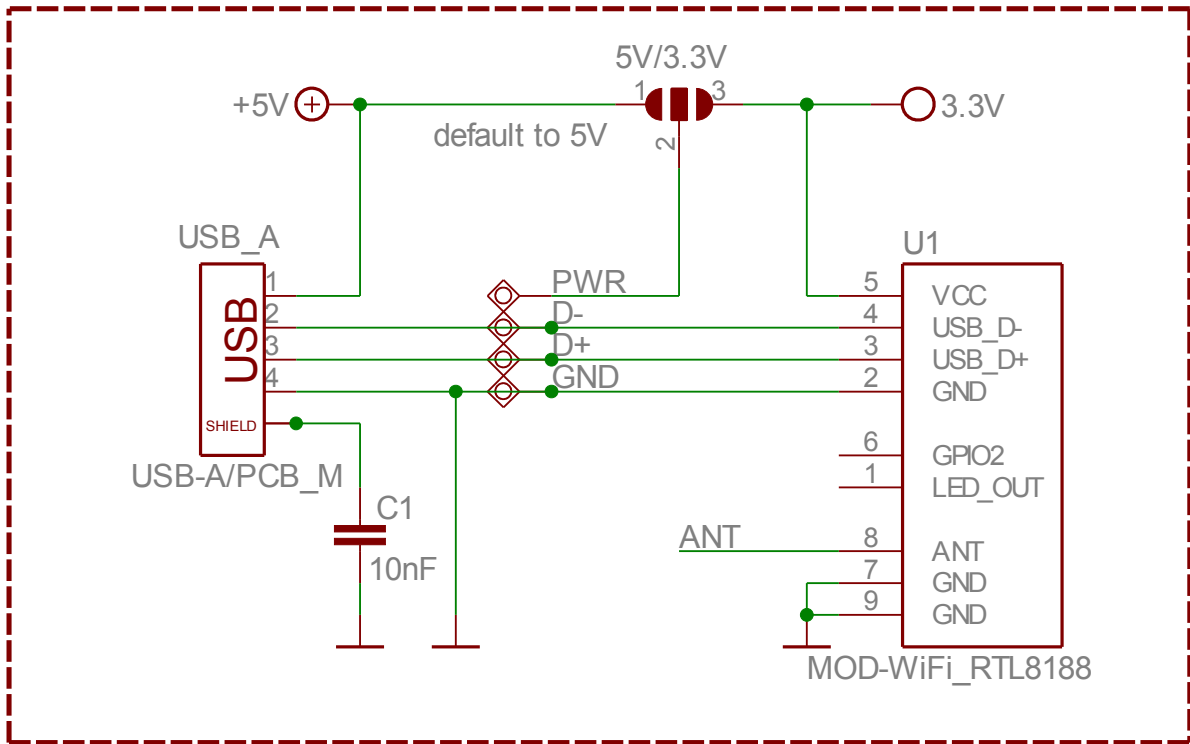 5V/3.3V
1
3
+5V
3.3V
default to 5V
2
USB_A
U1
USB
1
2
3
4
SHIELD
USB-A/PCB_M
PWR
D-
D+
GND
5
VCC
4
USB_D-
3
USB_D+
2
GND
6
GPIO2
1
LED_OUT
C1
10nF
ANT
8
ANT
7
GND
9
GND
MOD-WiFi_RTL8188